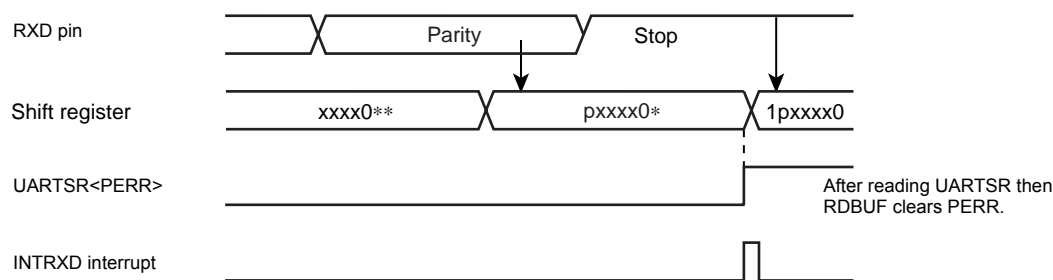 RXD pin Parity Stop
Shift register xxxx0** pxxxx0* 1pxxxx0
UARTSR<PERR> After reading UARTSR then
RDBUF clears PERR.
INTRXD interrupt